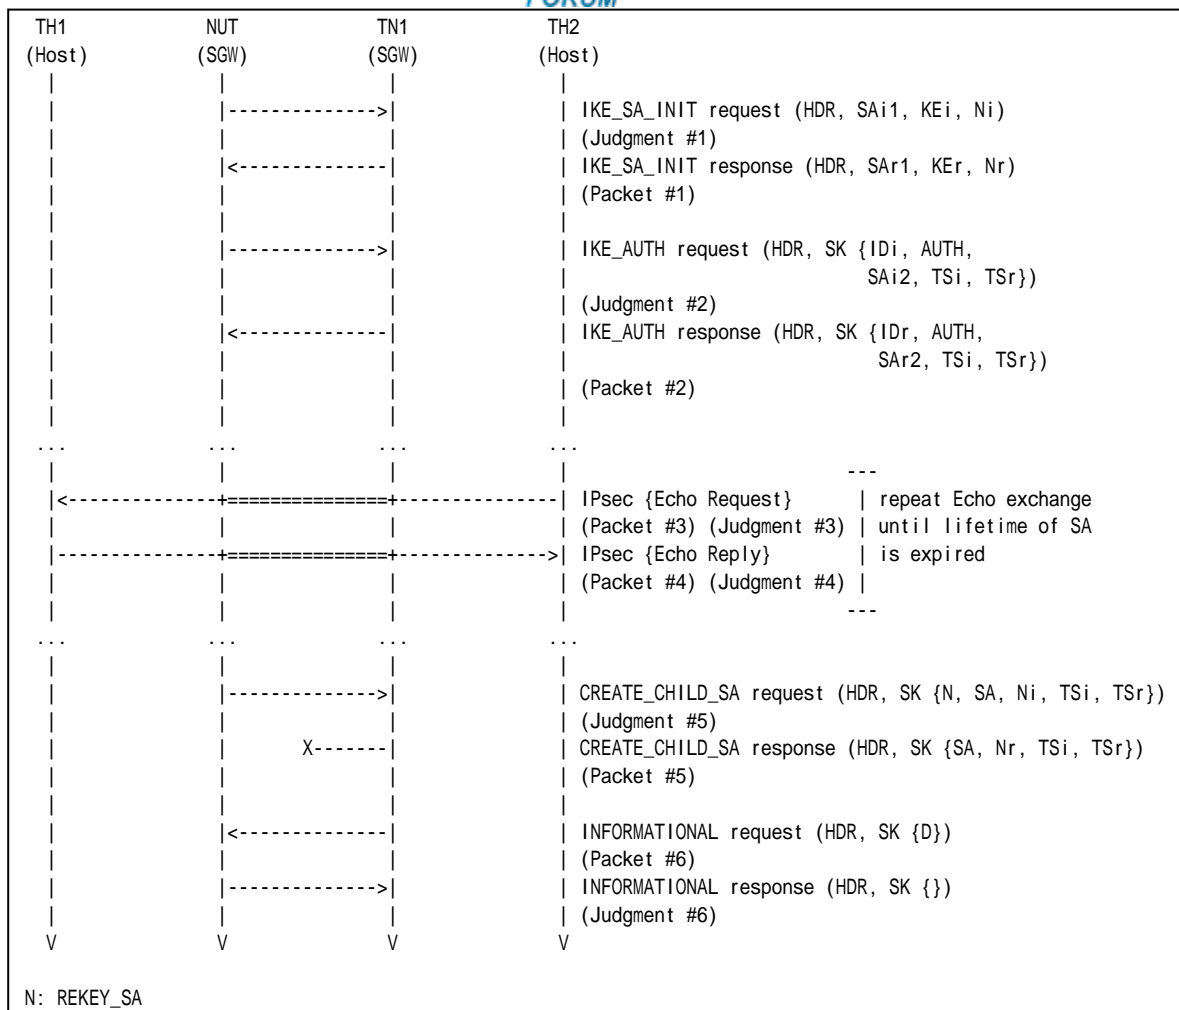 FORUM
TH1 NUT TN1 TH2
(Host) (SGW) (SGW) (Host)
| | | |
| |-------------->| | IKE_SA_INIT request (HDR, SAi1, KEi, Ni)
| | | | (Judgment #1)
| |<--------------| | IKE_SA_INIT response (HDR, SAr1, KEr, Nr)
| | | | (Packet #1)
| | | |
| |-------------->| | IKE_AUTH request (HDR, SK {IDi, AUTH,
| | | | SAi2, TSi, TSr})
| | | | (Judgment #2)
| |<--------------| | IKE_AUTH response (HDR, SK {IDr, AUTH,
| | | | SAr2, TSi, TSr})
| | | | (Packet #2)
| | | |
... ... ... ...
| | | | ---
|<--------------+===============+---------------| IPsec {Echo Request} | repeat Echo exchange
| | | | (Packet #3) (Judgment #3) | until lifetime of SA
|---------------+===============+-------------->| IPsec {Echo Reply} | is expired
| | | | (Packet #4) (Judgment #4) |
| | | | ---
... ... ... ...
| | | |
| |-------------->| | CREATE_CHILD_SA request (HDR, SK {N, SA, Ni, TSi, TSr})
| | | | (Judgment #5)
| | X-------| | CREATE_CHILD_SA response (HDR, SK {SA, Nr, TSi, TSr})
| | | | (Packet #5)
| | | |
| |<--------------| | INFORMATIONAL request (HDR, SK {D})
| | | | (Packet #6)
| |-------------->| | INFORMATIONAL response (HDR, SK {})
| | | | (Judgment #6)
V V V V
N: REKEY_SA